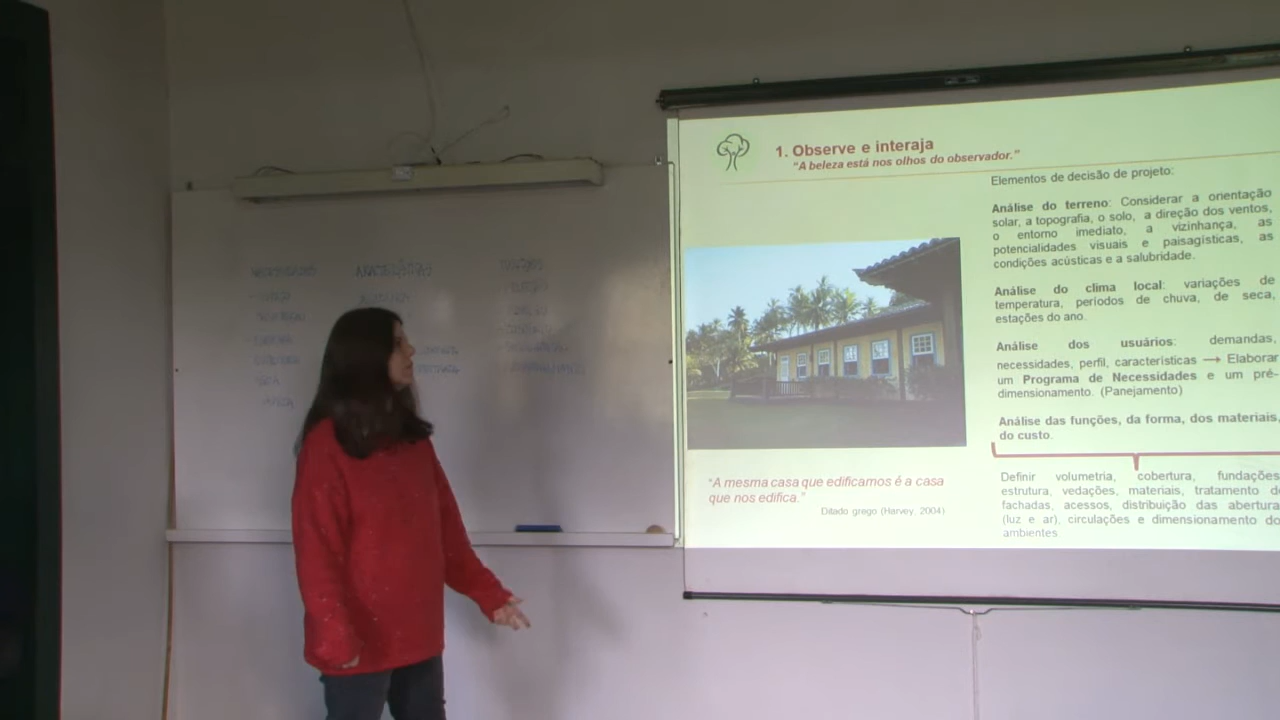 1. Observe e interaja
“A beleza está nos olhos do observador.”
Elementos de decisão de projeto:
Análise do terreno: Considerar a orientação
solar, a topografia, o solo, a direção dos ventos,
o entorno imediato, a vizinhança, as
potencialidades visuais e paisagísticas, as
condições acústicas e a salubridade.
Análise do clima local: variações de
temperatura, períodos de chuva, de seca,
estações do ano.
Análise dos usuários: demandas,
necessidades, perfil, características → Elaborar
um Programa de Necessidades e um pré-
dimensionamento. (Panejamento)
Análise das funções, da forma, dos materiais,
do custo.
Definir volumetria, cobertura, fundações
estrutura, vedações, materiais, tratamento d
fachadas, acessos, distribuição das abertura
(luz e ar), circulações e dimensionamento do
ambientes
“A mesma casa que edificamos é a casa
que nos edifica.”
Ditado grego (Harvey, 2004)